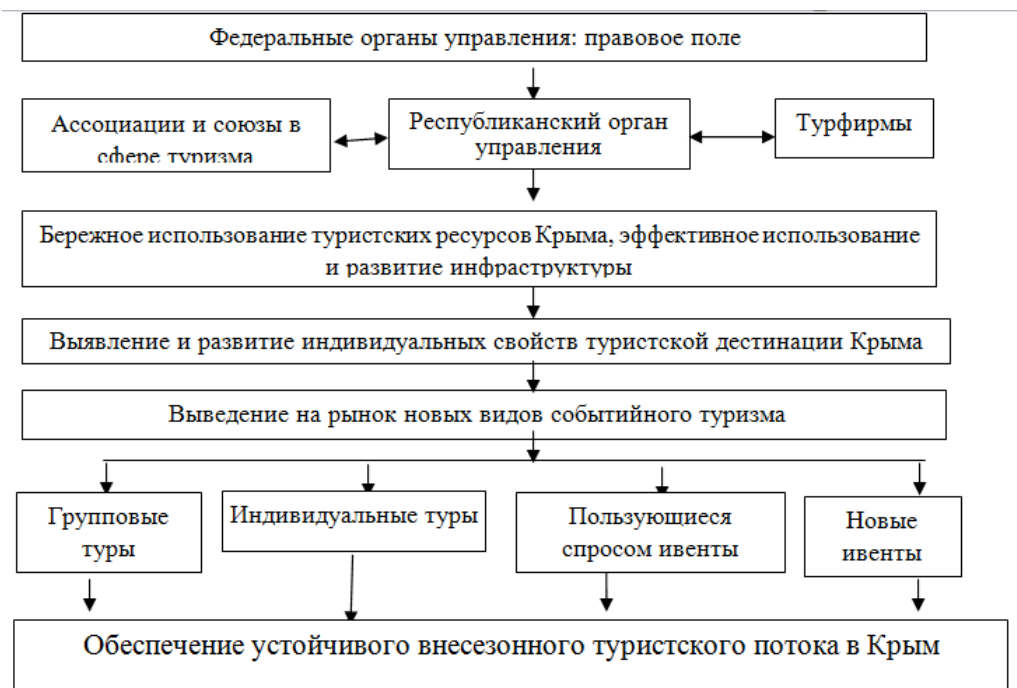 Федеральные органы управления: правовое поле
Ассоциации и союзы в
сфере туризма
Республиканский орган
управления
Турфирмы
Бережное использование туристских ресурсов Крыма, эффективное использование
и развитие инфраструктуры
Выявление и развитие индивидуальных свойств туристской дестинации Крыма
Выведение на рынок новых видов событийного туризма
Групповые
туры
Индивидуальные туры
Пользующиеся
спросом ивенты
Новые
ивенты
Обеспечение устойчивого внесезонного туристского потока в Крым